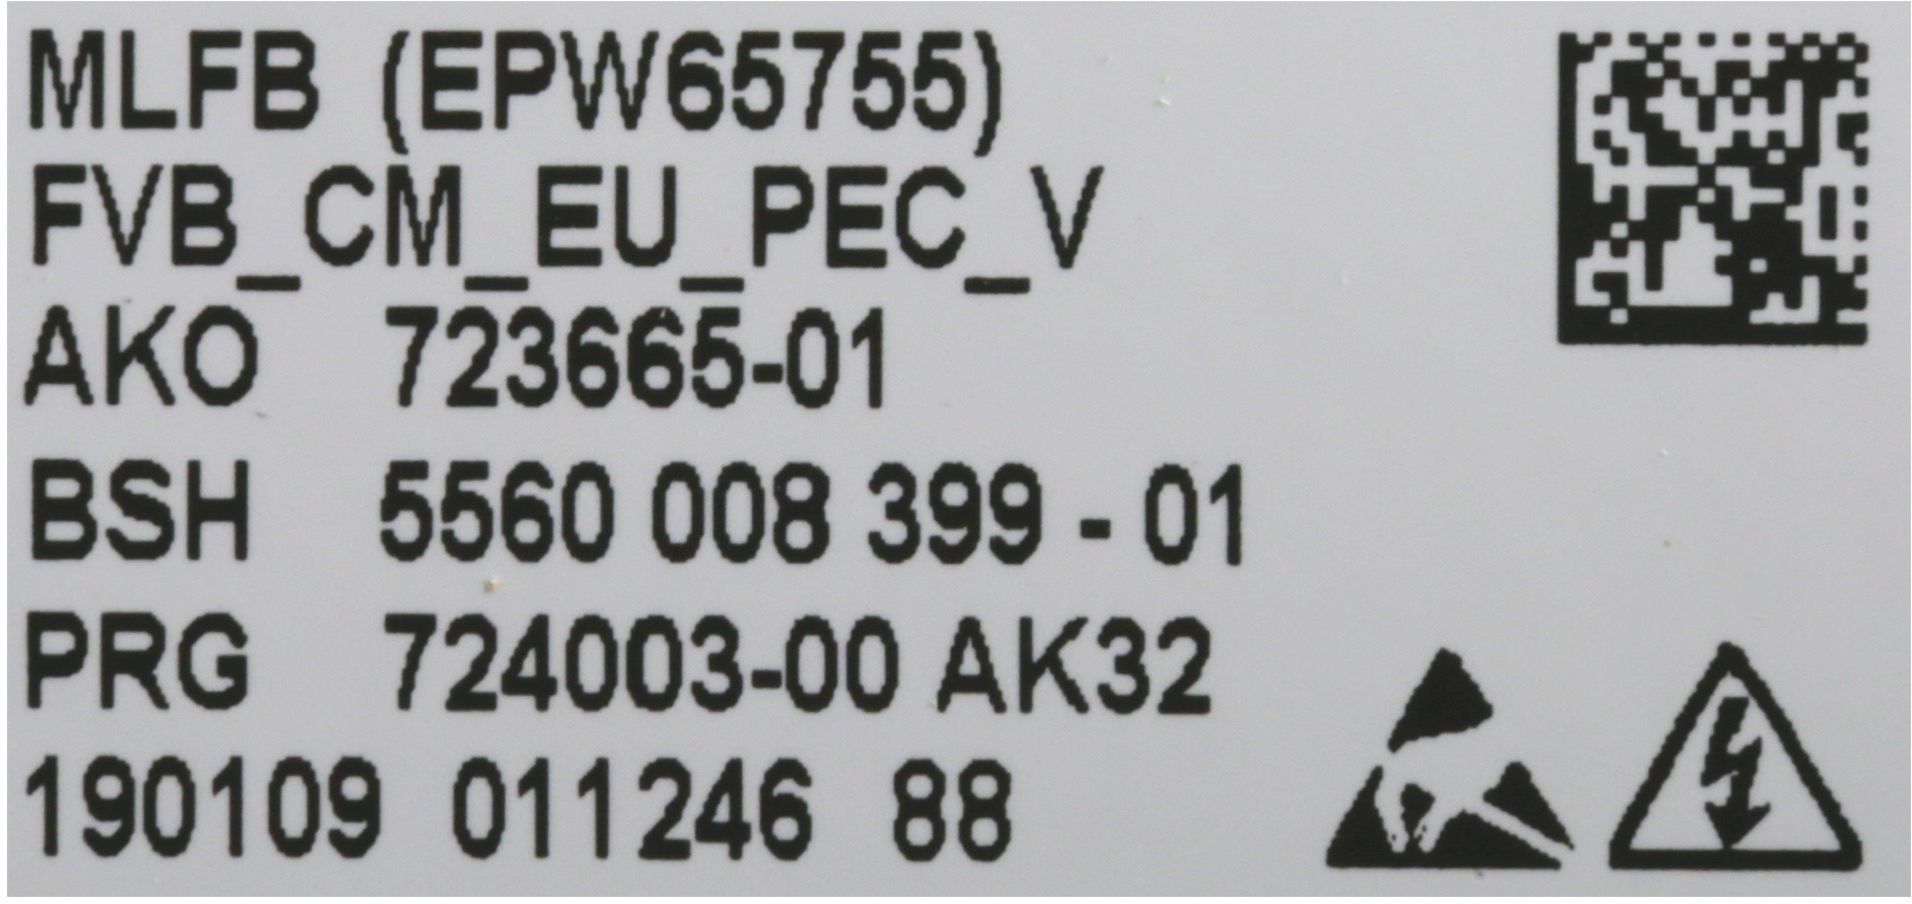 MLFB (EPW65755)
FVB_CM_EU_PEC_V
AKO 723665-01
BSH 5560 008 399 - 01
PRG 724003-00 AK32
190109 011246 88